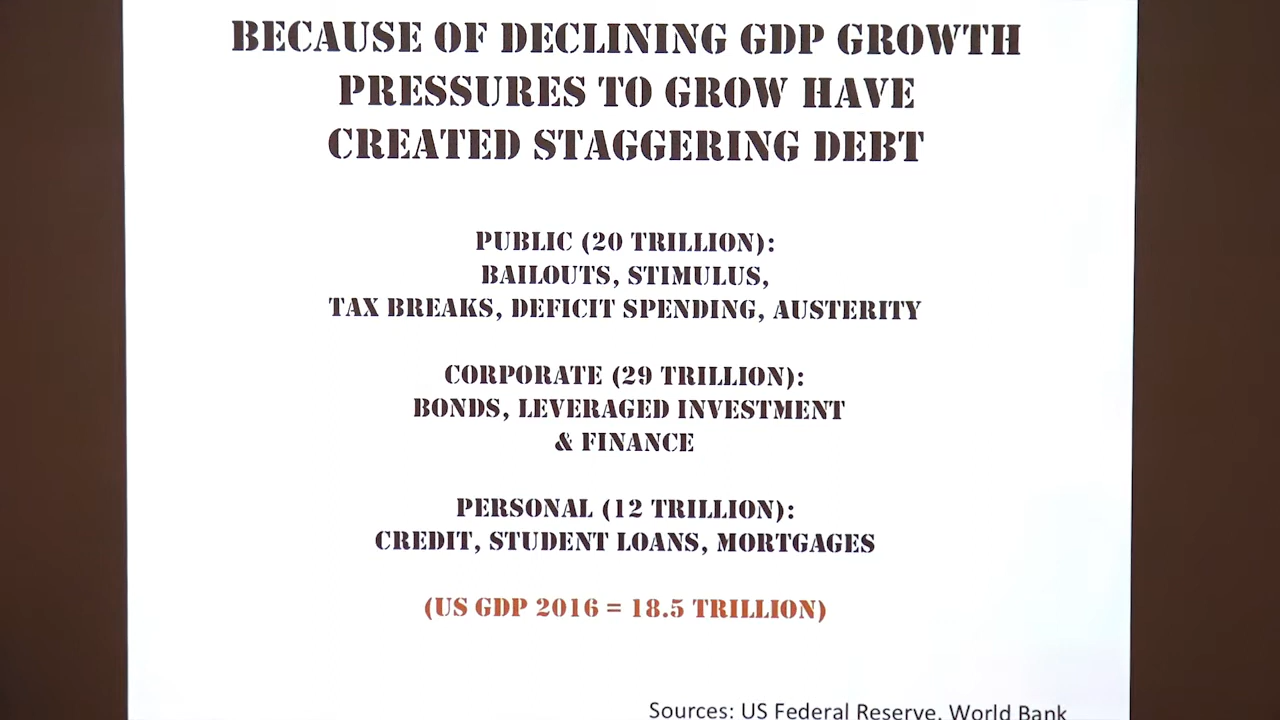 BECAUSE OF DECLINING GDP GROWTH
PRESSURES TO GROW HAVE
CREATED STAGGERING DEBT
PUBLIC (20 TRILLION):
BAILOUTS, STIMULUS,
TAX BREAKS, DEFICIT SPENDING, AUSTERITY
CORPORATE (29 TRILLION):
BONDS, LEVERAGED INVESTMENT
& FINANCE
PERSONAL (12 TRILLION):
CREDIT, STUDENT LOANS, MORTGAGES
(US GDP 2016 = 18.5 TRILLION)
Sources: US Federal Reserve, World Bank